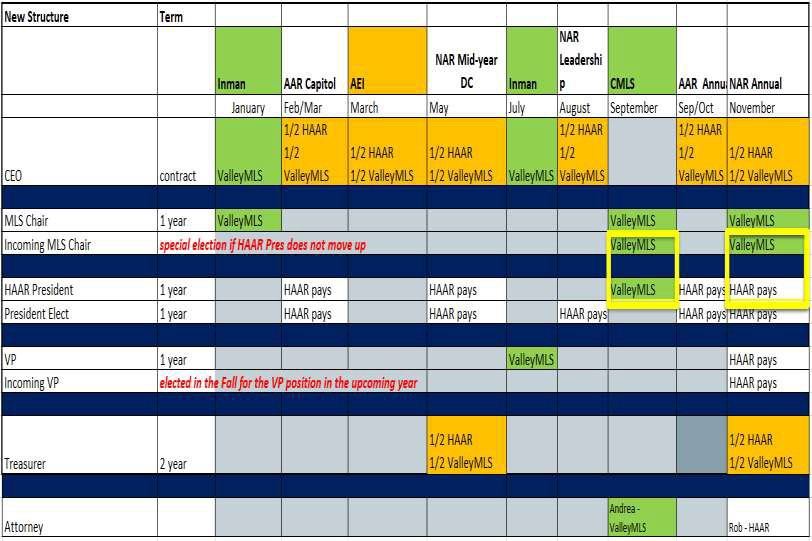 New Structure Term
NAR
Leadershi
NAR Mid-year
Inman AAR Capitol AEI DC Inman p CMLS AAR Annu NAR Annual
January Feb/Mar March May July August September Sep/Oct November
1/2 HAAR 1/2 HAAR 1/2 HAAR
1/2 1/2 HAAR 1/2 HAAR 1/2 1/2 1/2 HAAR
CEO contract ValleyMLS ValleyMLS 1/2 ValleyMLS 1/2 ValleyMLS ValleyMLS ValleyMLS ValleyMLS 1/2 ValleyMLS
MLS Chair 1 year ValleyMLS ValleyMLS ValleyMLS
Incoming MLS Chair special election if HAAR Pres does not move up ValleyMLS ValleyMLS
HAAR President 1 year HAAR pays HAAR pays ValleyMLS HAAR pays HAAR pays
President Elect 1 year HAAR pays HAAR pays HAAR pays HAAR pays HAAR pays
VP 1 year ValleyMLS HAAR pays
Incoming VP elected in the Fall for the VP position in the upcoming year HAAR pays
1/2 HAAR 1/2 HAAR
Treasurer 2 year 1/2 ValleyMLS 1/2 ValleyMLS
Andrea -
Attorney ValleyMLS Rob - HAAR